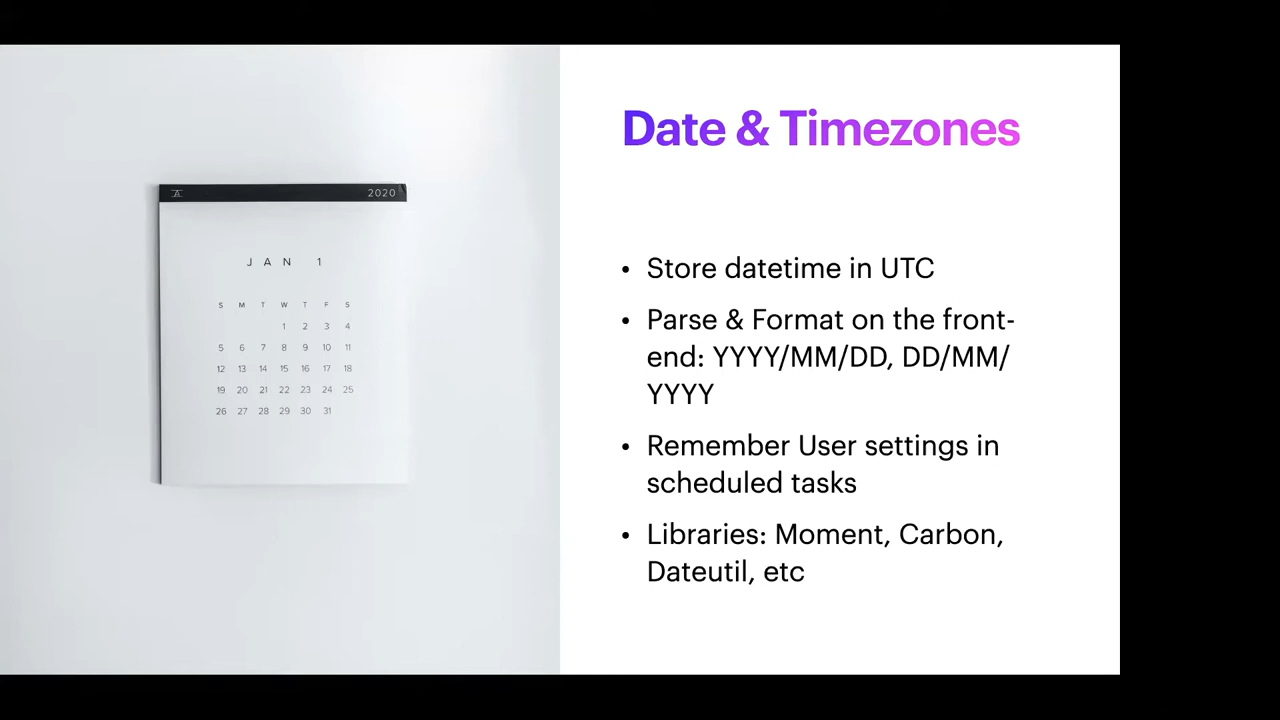 2020
JAN 1
S M T W T F S
1 2 3 4
5 6 7 8 9 10 11
12 13 14 15 16 17 18
19 20 21 22 23 24 25
26 27 28 29 30 31
Date & Timezones
• Store datetime in UTC
• Parse & Format on the front-
end: YYYY/MM/DD, DD/MM/
YYYY
• Remember User settings in
scheduled tasks
• Libraries: Moment, Carbon,
Dateutil, etc